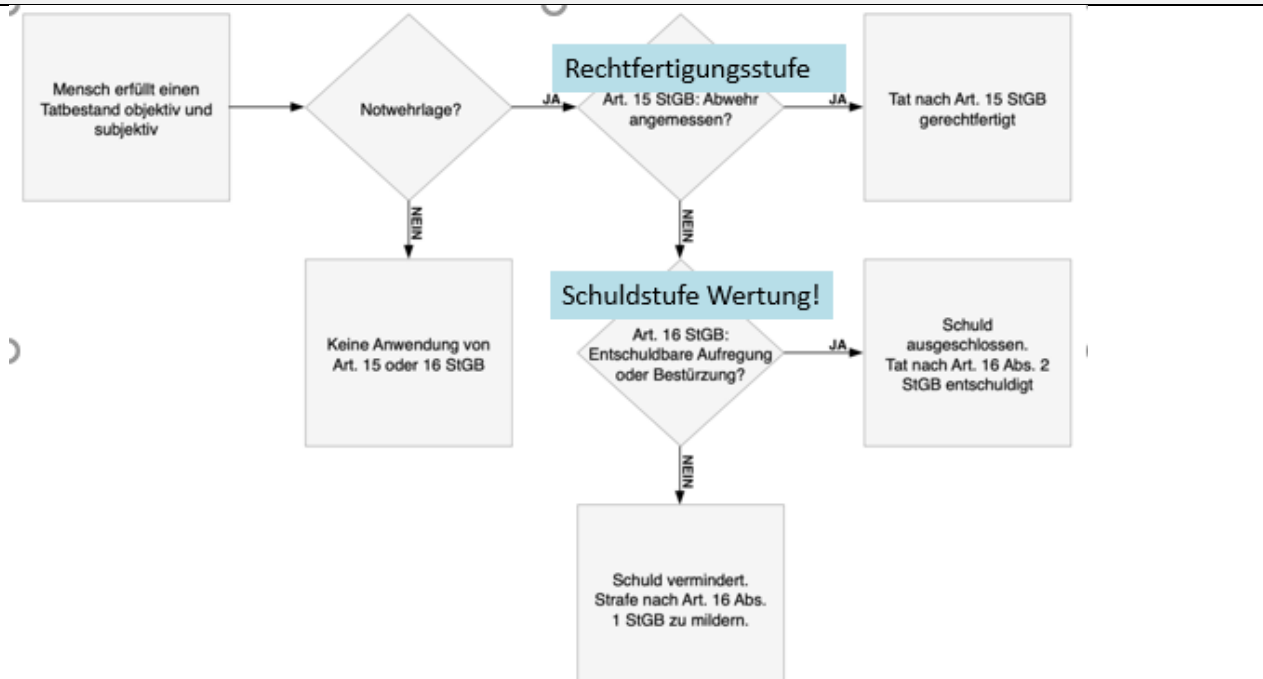 Mensch erfüllt einen
Tatbestand objektiv und
subjektiv
Notwehrlage?
JA
Rechtfertigungsstufe
Art. 15 StGB: Abwehr
angemessen?
JA
Tat nach Art. 15 StGB
gerechtfertigt
NEIN
NEIN
Keine Anwendung von
Art. 15 oder 16 StGB
Schuldstufe Wertung!
Art. 16 StGB:
Entschuldbare Aufregung
oder Bestürzung?
JA
Schuld
ausgeschlossen.
Tat nach Art. 16 Abs. 2
StGB entschuldigt
NEIN
Schuld vermindert.
Strafe nach Art. 16 Abs.
1 StGB zu mildern.